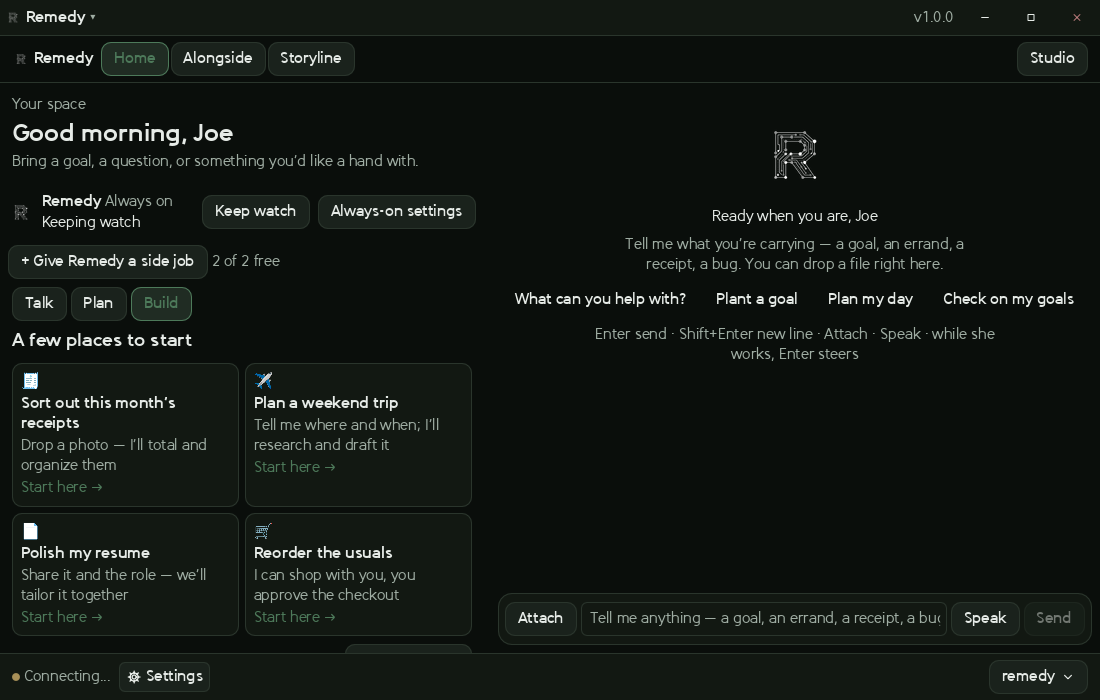 Remedy ▾
v1.0.0
Remedy
Home
Alongside
Storyline
Studio
Your space
Good morning, Joe
Bring a goal, a question, or something you'd like a hand with.
Remedy Always on
Keeping watch
Keep watch
Always-on settings
+ Give Remedy a side job
2 of 2 free
Talk
Plan
Build
A few places to start
Sort out this month's
receipts
Drop a photo — I'll total and
organize them
Start here →
Plan a weekend trip
Tell me where and when; I'll
research and draft it
Start here →
Polish my resume
Share it and the role — we'll
tailor it together
Start here →
Reorder the usuals
I can shop with you, you
approve the checkout
Start here →
Ready when you are, Joe
Tell me what you're carrying — a goal, an errand, a
receipt, a bug. You can drop a file right here.
What can you help with?
Plant a goal
Plan my day
Check on my goals
Enter send · Shift+Enter new line · Attach · Speak · while she
works, Enter steers
Attach
Tell me anything — a goal, an errand, a receipt, a bug
Speak
Send
Connecting...
Settings
remedy